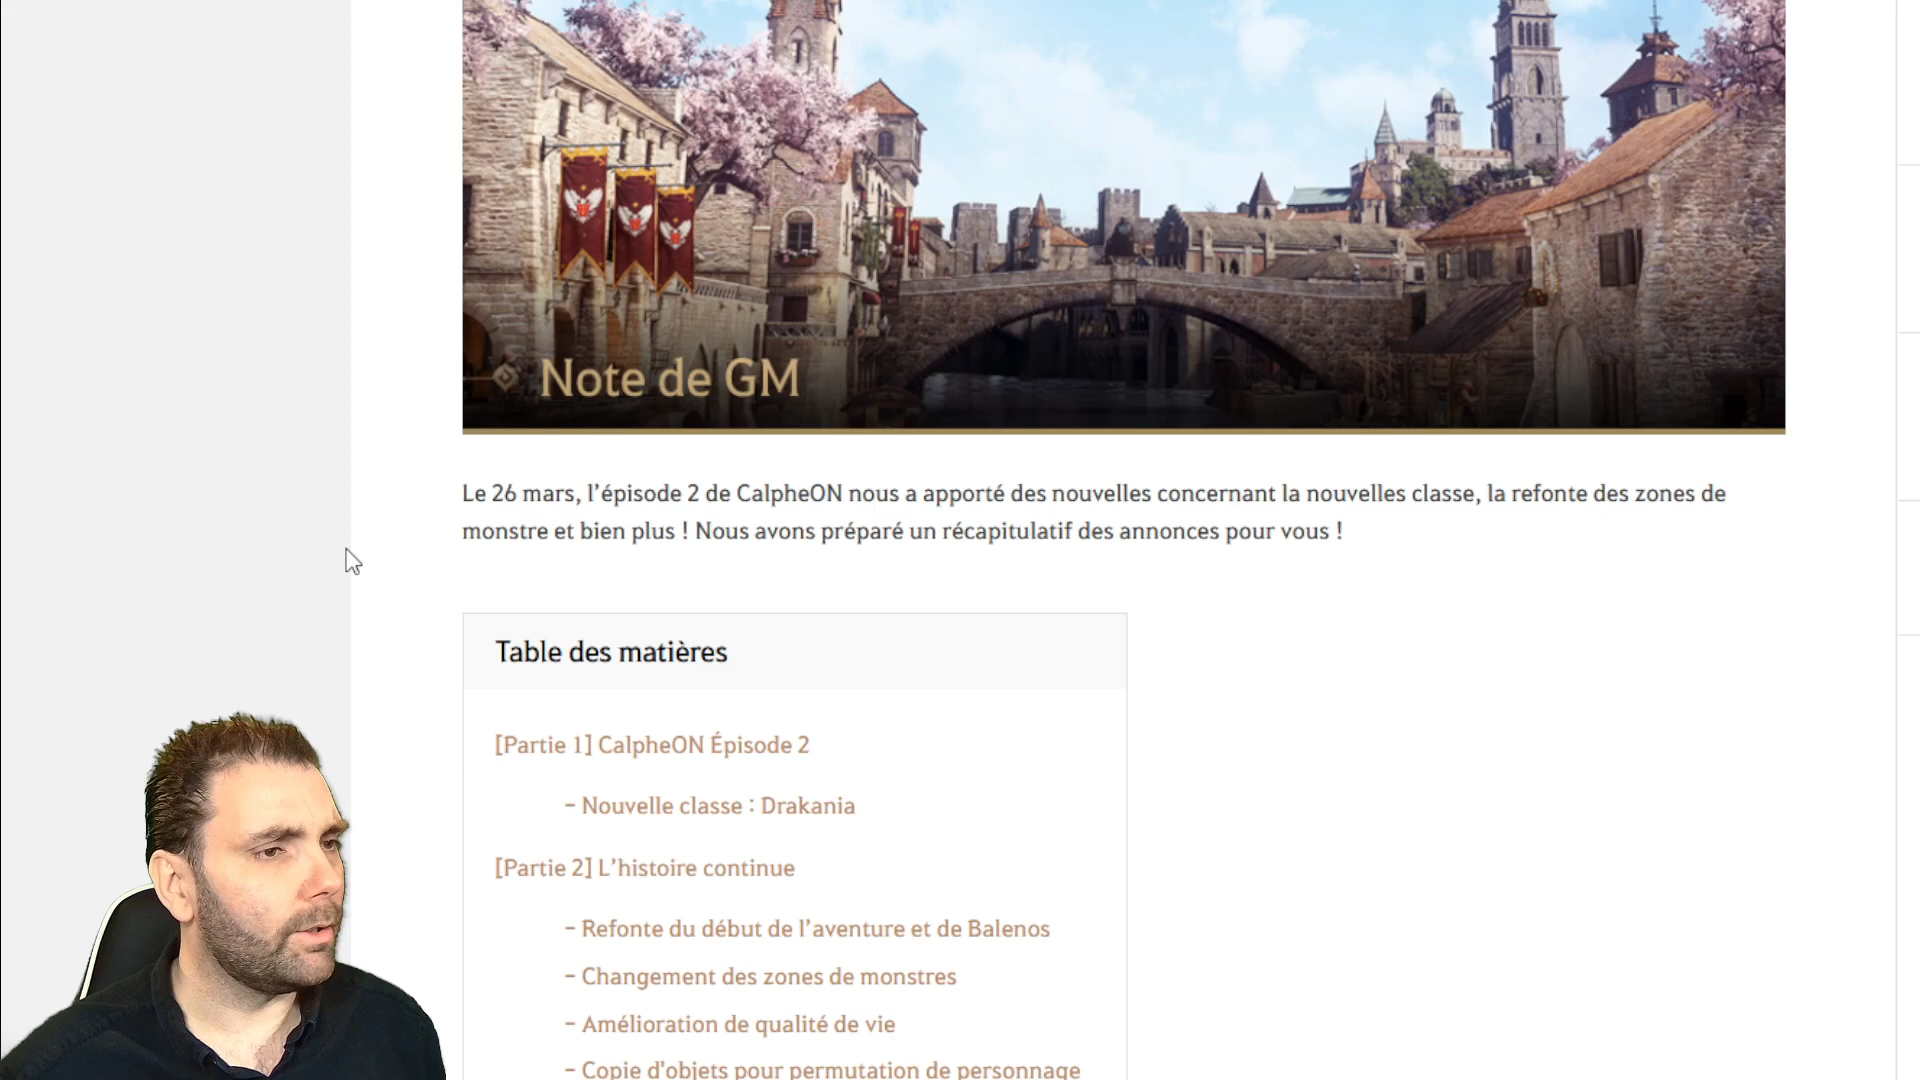 Note de GM
Le 26 mars, l’épisode 2 de CalpheON nous a apporté des nouvelles concernant la nouvelles classe, la refonte des zones de
monstre et bien plus ! Nous avons préparé un récapitulatif des annonces pour vous !
Table des matières
[Partie 1] CalpheON Épisode 2
– Nouvelle classe : Drakania
[Partie 2] L’histoire continue
– Refonte du début de l’aventure et de Balenos
– Changement des zones de monstres
– Amélioration de qualité de vie
– Copie d'objets pour permutation de personnage